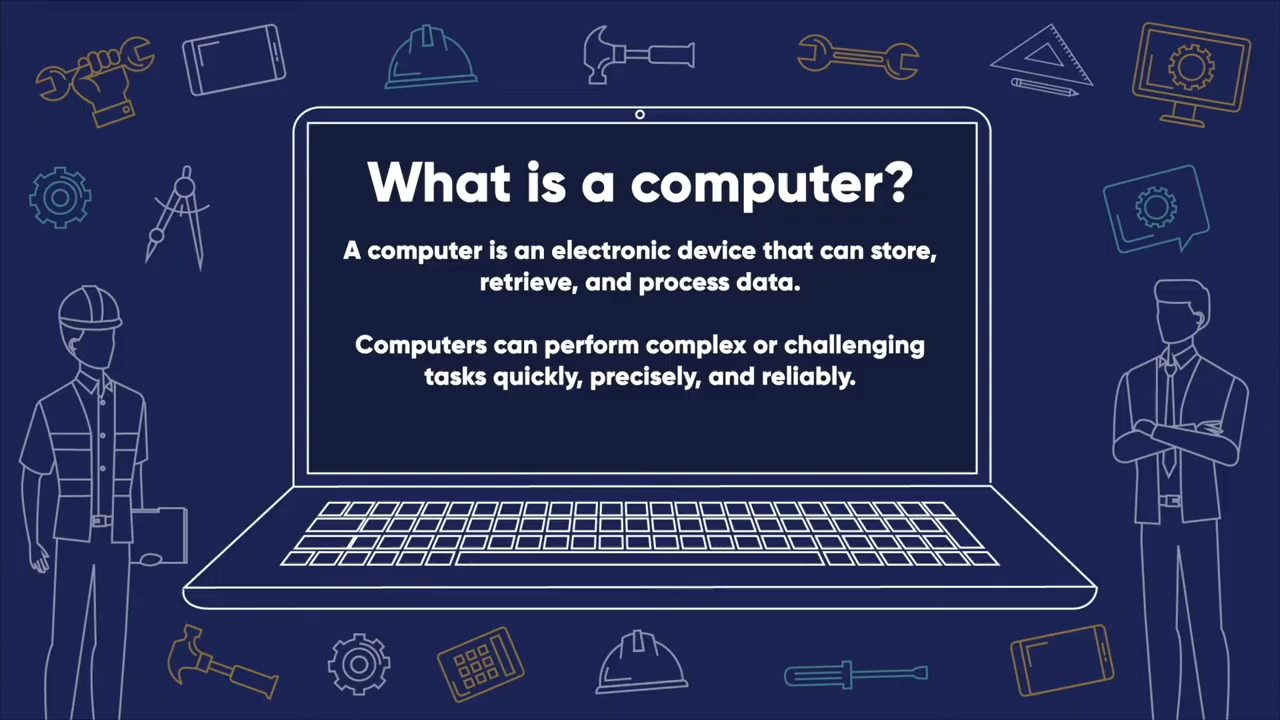 What is a computer?
A computer is an electronic device that can store,
retrieve, and process data.
Computers can perform complex or challenging
tasks quickly, precisely, and reliably.